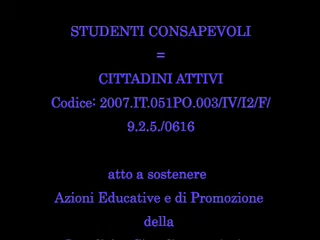 STUDENTI CONSAPEVOLI
=
CITTADINI ATTIVI
Codice: 2007.IT.051PO.003/IV/I2/F/
9.2.5./0616
atto a sostenere
Azioni Educative e di Promozione
della